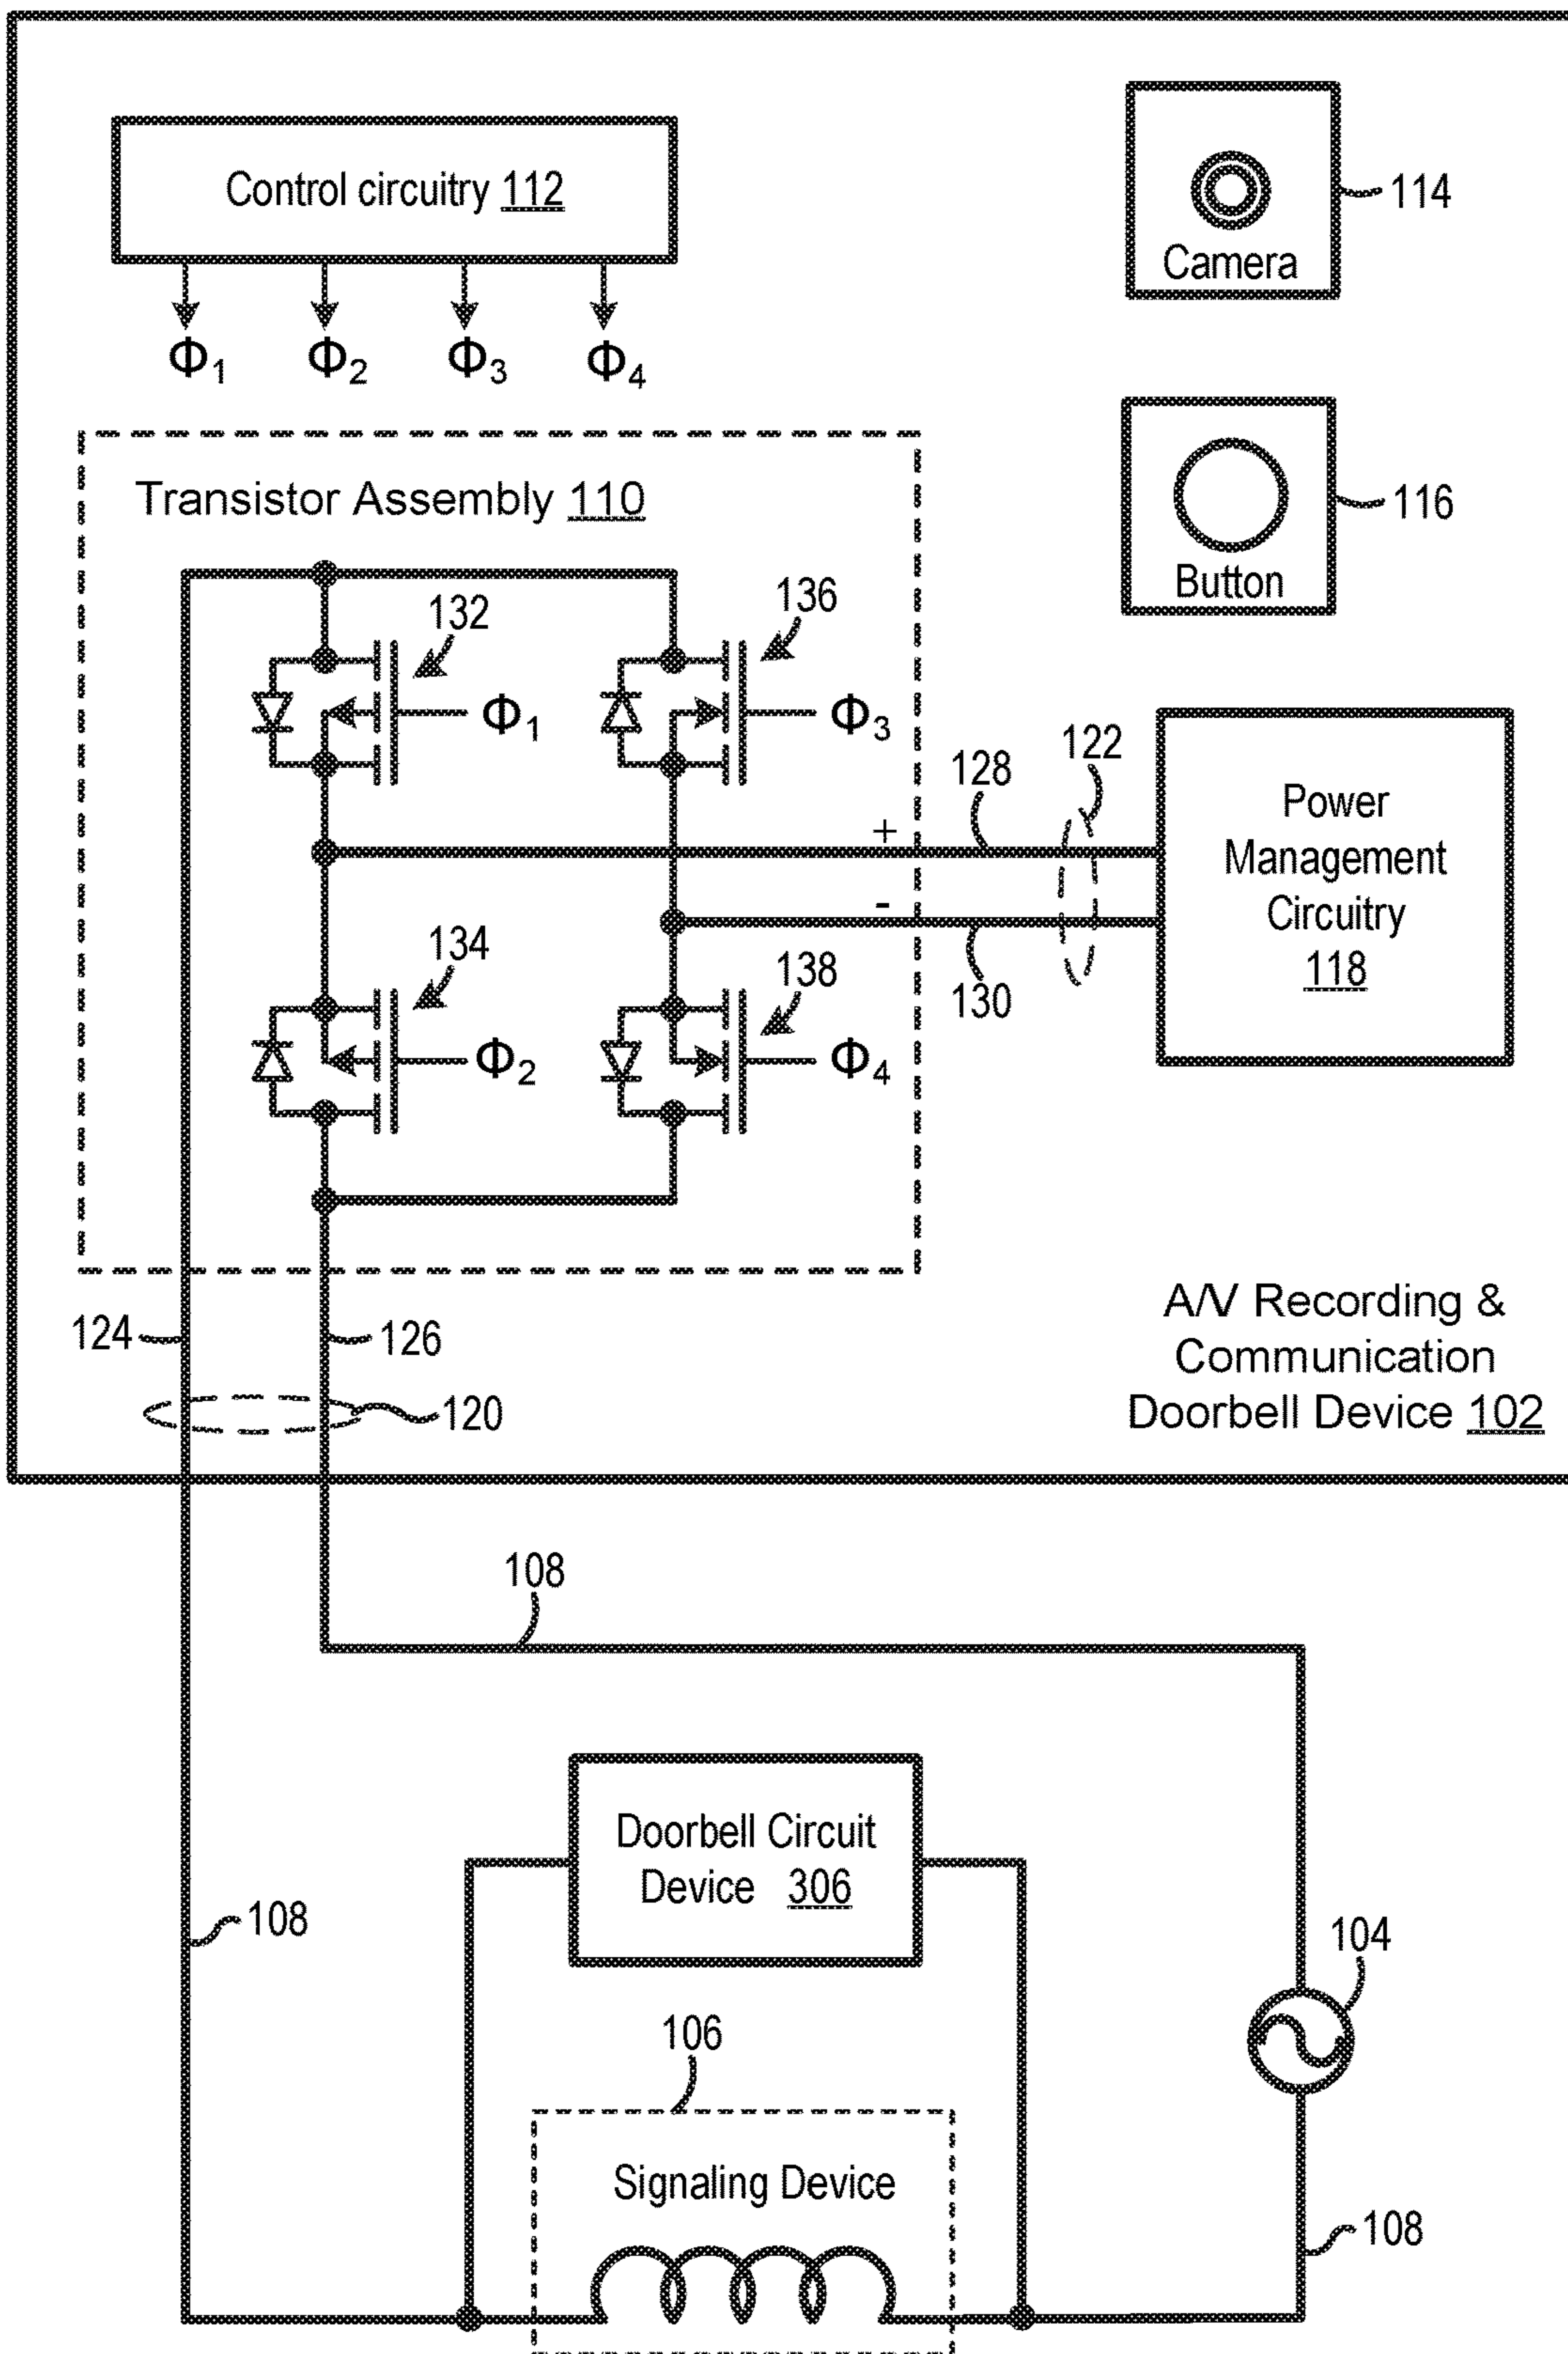 Control circuitry 112
114
Camera
Φ1 Φ2 Φ3 Φ4
116
Button
Transistor Assembly 110
132
136
Φ1
Φ3
122
128
+
Power
Management
Circuitry
118
-
130
134
138
Φ2
Φ4
A/V Recording &
Communication
Doorbell Device 102
124
126
120
108
Doorbell Circuit
Device 306
108
104
106
Signaling Device
108